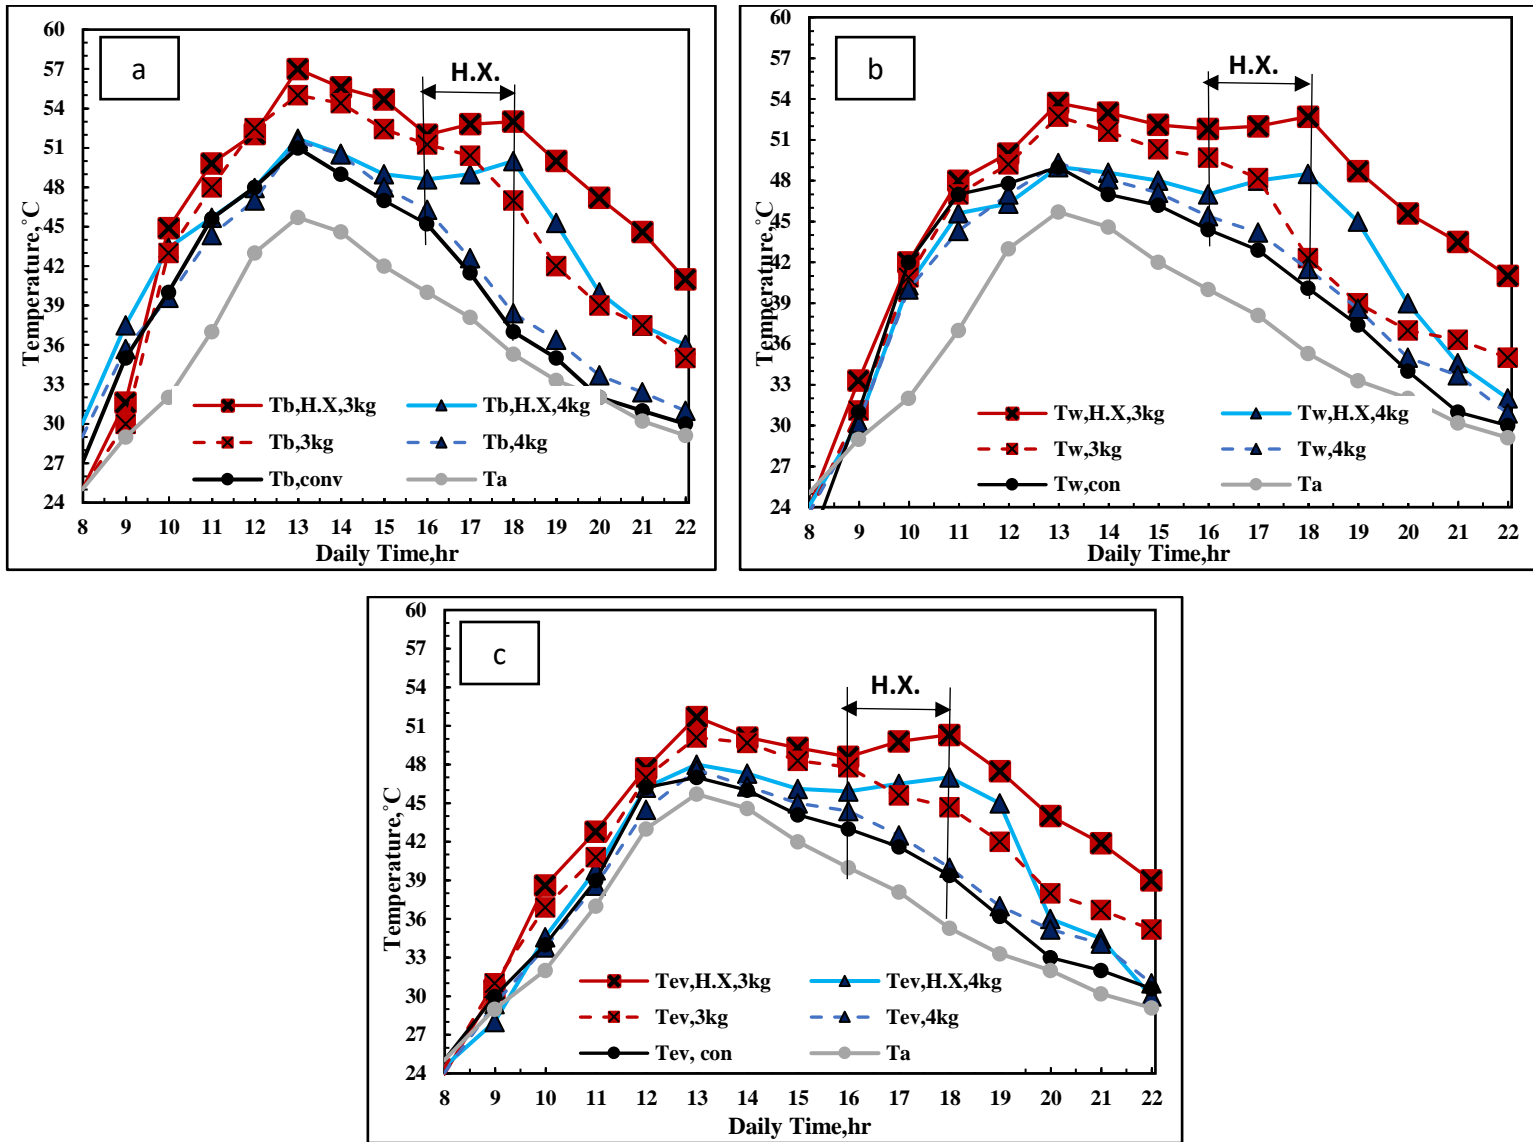 a
H.X.
Temperature,°C
60
57
54
51
48
45
42
39
36
33
30
27
24
Tb,H.X,3kg
Tb,H.X,4kg
Tb,3kg
Tb,4kg
Tb,conv
Ta
8 9 10 11 12 13 14 15 16 17 18 19 20 21 22
Daily Time,hr
b
H.X.
Temperature,°C
60
57
54
51
48
45
42
39
36
33
30
27
24
Tw,H.X,3kg
Tw,H.X,4kg
Tw,3kg
Tw,4kg
Tw,con
Ta
8 9 10 11 12 13 14 15 16 17 18 19 20 21 22
Daily Time,hr
c
H.X.
Temperature,°C
60
57
54
51
48
45
42
39
36
33
30
27
24
Tev,H.X,3kg
Tev,H.X,4kg
Tev,3kg
Tev,4kg
Tev, con
Ta
8 9 10 11 12 13 14 15 16 17 18 19 20 21 22
Daily Time,hr